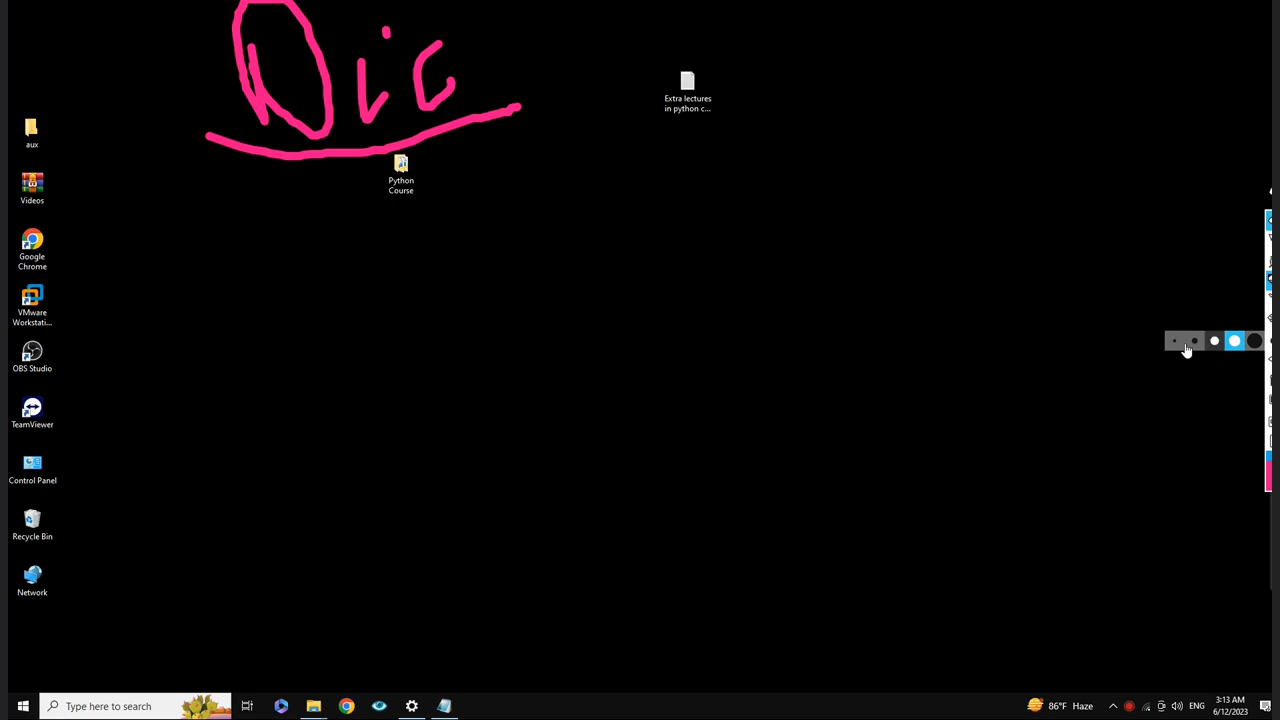 Dic
Extra lectures
in python c...
aux
Python
Course
Videos
Google
Chrome
VMware
Workstati...
OBS Studio
TeamViewer
Control Panel
Recycle Bin
Network
Type here to search
86°F Haze
ENG
3:13 AM
6/12/2023